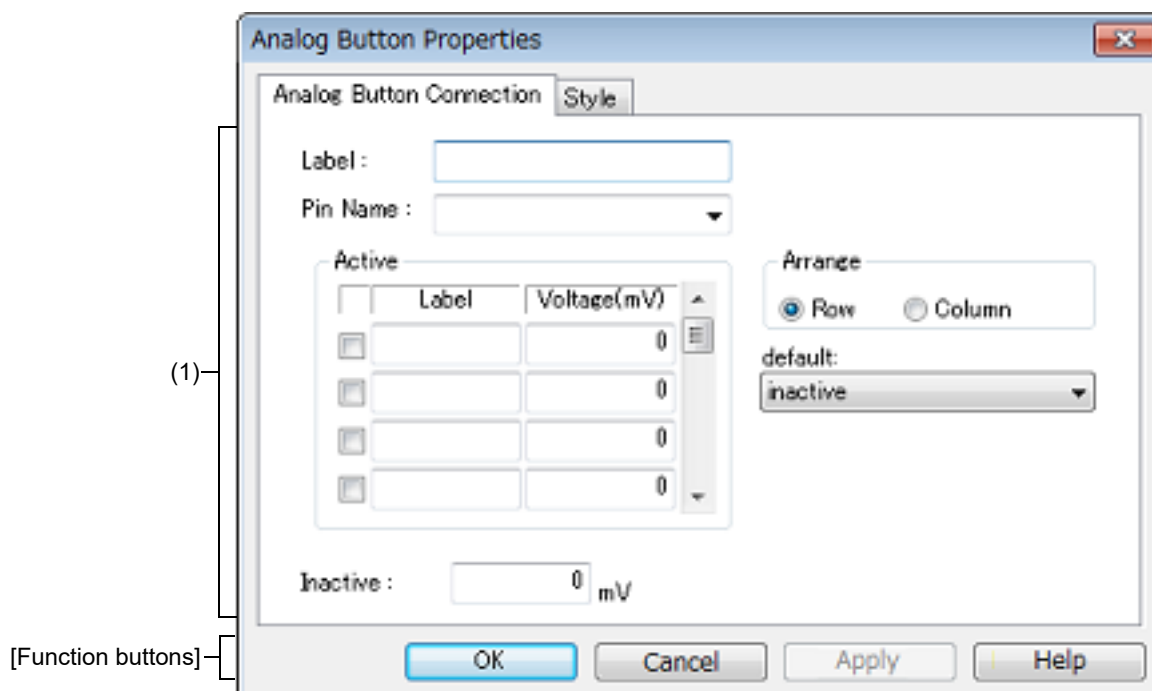 Analog Button Properties
Analog Button Connection
Style
Label :
Pin Name :
Active
Label
Voltage(mV)
0
0
0
0
Arrange
Row
Column
default:
inactive
(1)
Inactive :
0
mV
[Function buttons]
OK
Cancel
Apply
Help